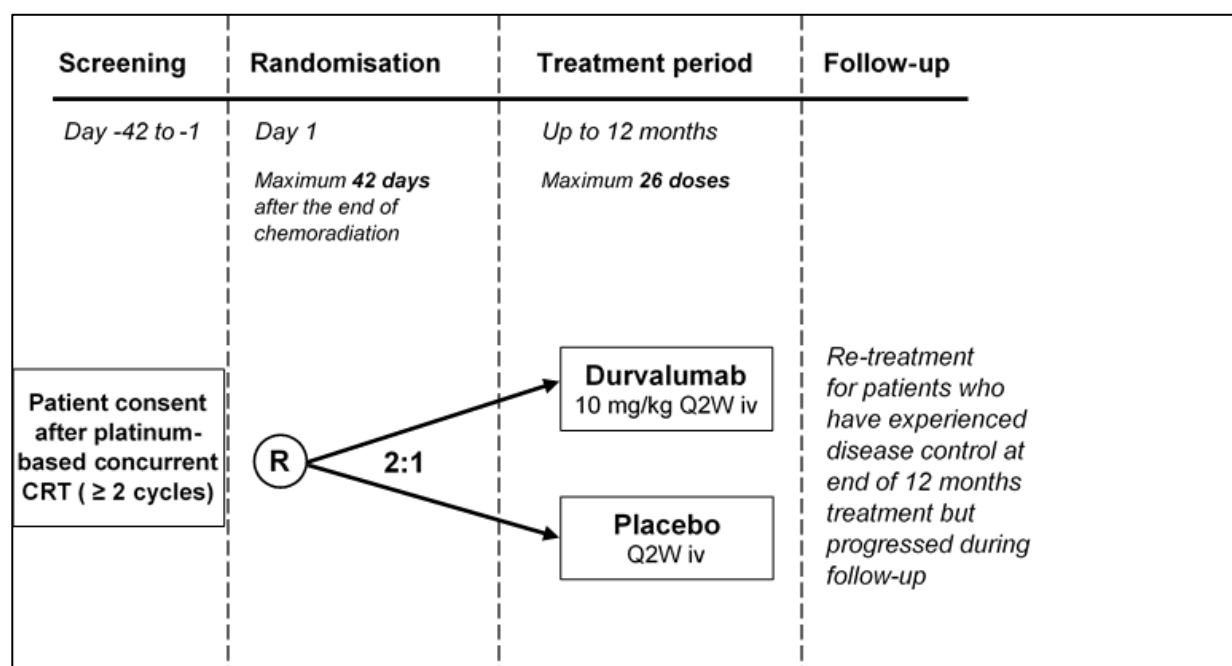 Screening
Randomisation
Treatment period
Follow-up
Day -42 to -1
Day 1
Up to 12 months
Maximum 42 days
after the end of
chemoradiation
Maximum 26 doses
Patient consent
after platinum-
based concurrent
CRT ( ≥ 2 cycles)
R
2:1
Durvalumab
10 mg/kg Q2W iv
Placebo
Q2W iv
Re-treatment
for patients who
have experienced
disease control at
end of 12 months
treatment but
progressed during
follow-up